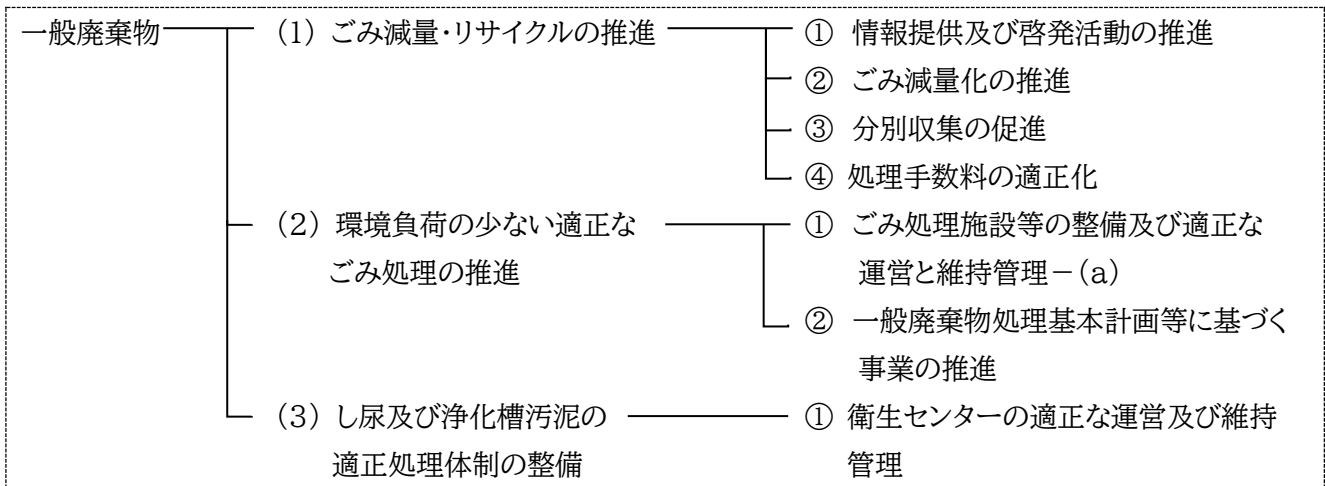 一般廃棄物 (1) ごみ減量・リサイクルの推進 ① 情報提供及び啓発活動の推進
② ごみ減量化の推進
③ 分別収集の促進
④ 処理手数料の適正化
(2) 環境負荷の少ない適正な ① ごみ処理施設等の整備及び適正な
ごみ処理の推進 運営と維持管理-(a)
② 一般廃棄物処理基本計画等に基づく
事業の推進
(3) し尿及び浄化槽汚泥の ① 衛生センターの適正な運営及び維持
適正処理体制の整備 管理